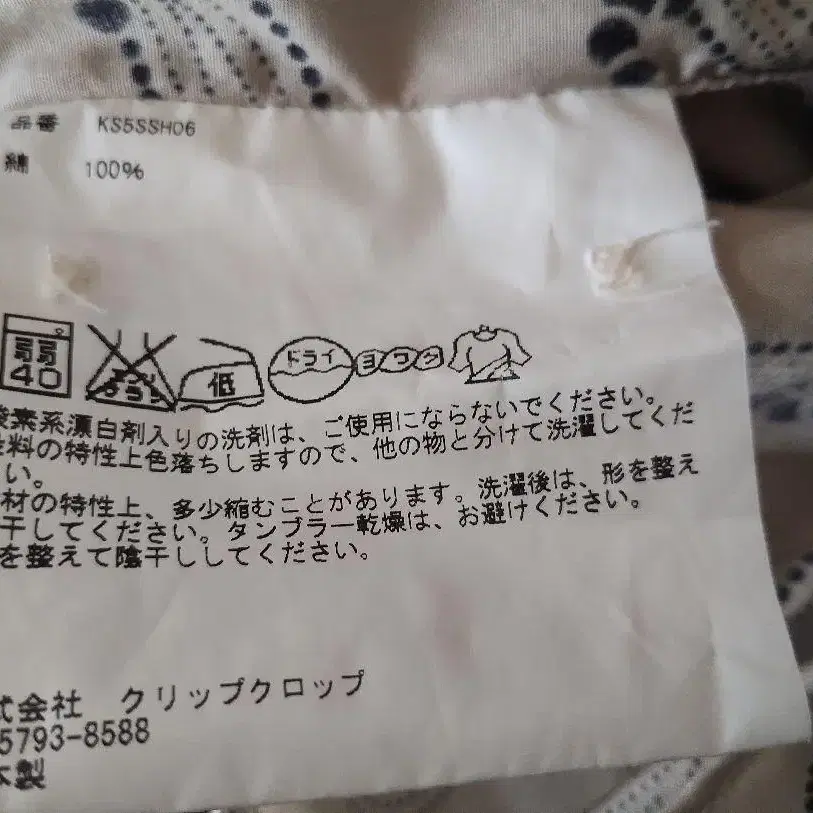 品番 KS5SSH06
綿 100%
弱 40 エンソサラシ 低 ドライ ヨワク
酸素系漂白剤入りの洗剤は、ご使用にならないでください。
料の特性上色落ちしますので、他の物と分けて洗濯してくだ
い。
材の特性上、多少縮むことがあります。洗濯後は、形を整え
干してください。タンブラー乾燥は、お避けください。
を整えて陰干ししてください。
式会社 クリップクロップ
5793-8588
本製